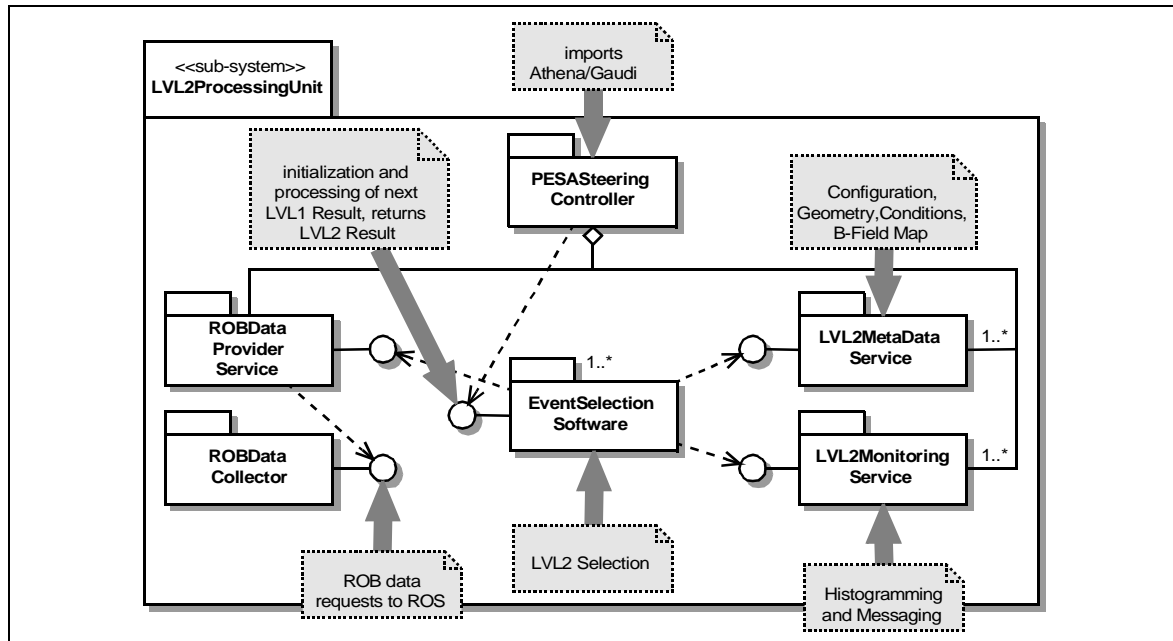 <<sub-system>>
LVL2ProcessingUnit
imports
Athena/Gaudi
initialization and
processing of next
LVL1 Result, returns
LVL2 Result
PESASteering
Controller
Configuration,
Geometry,Conditions,
B-Field Map
ROBData
Provider
Service
1..*
LVL2MetaData
Service
1..*
EventSelection
Software
ROBData
Collector
LVL2Monitoring
Service
1..*
ROB data
requests to ROS
LVL2 Selection
Histogramming
and Messaging